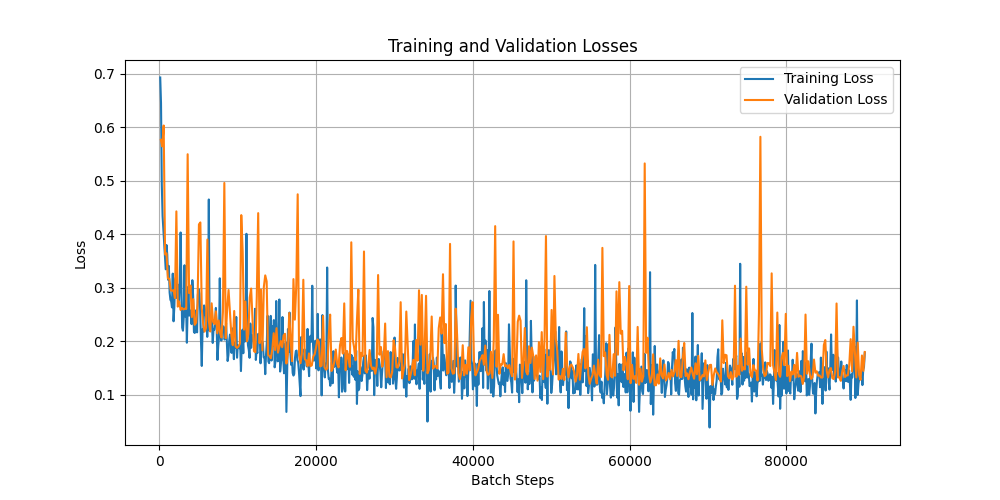 Training and Validation Losses
Training Loss
Validation Loss
0.7
0.6
0.5
0.4
0.3
0.2
0.1
Loss
0
20000
40000
60000
80000
Batch Steps